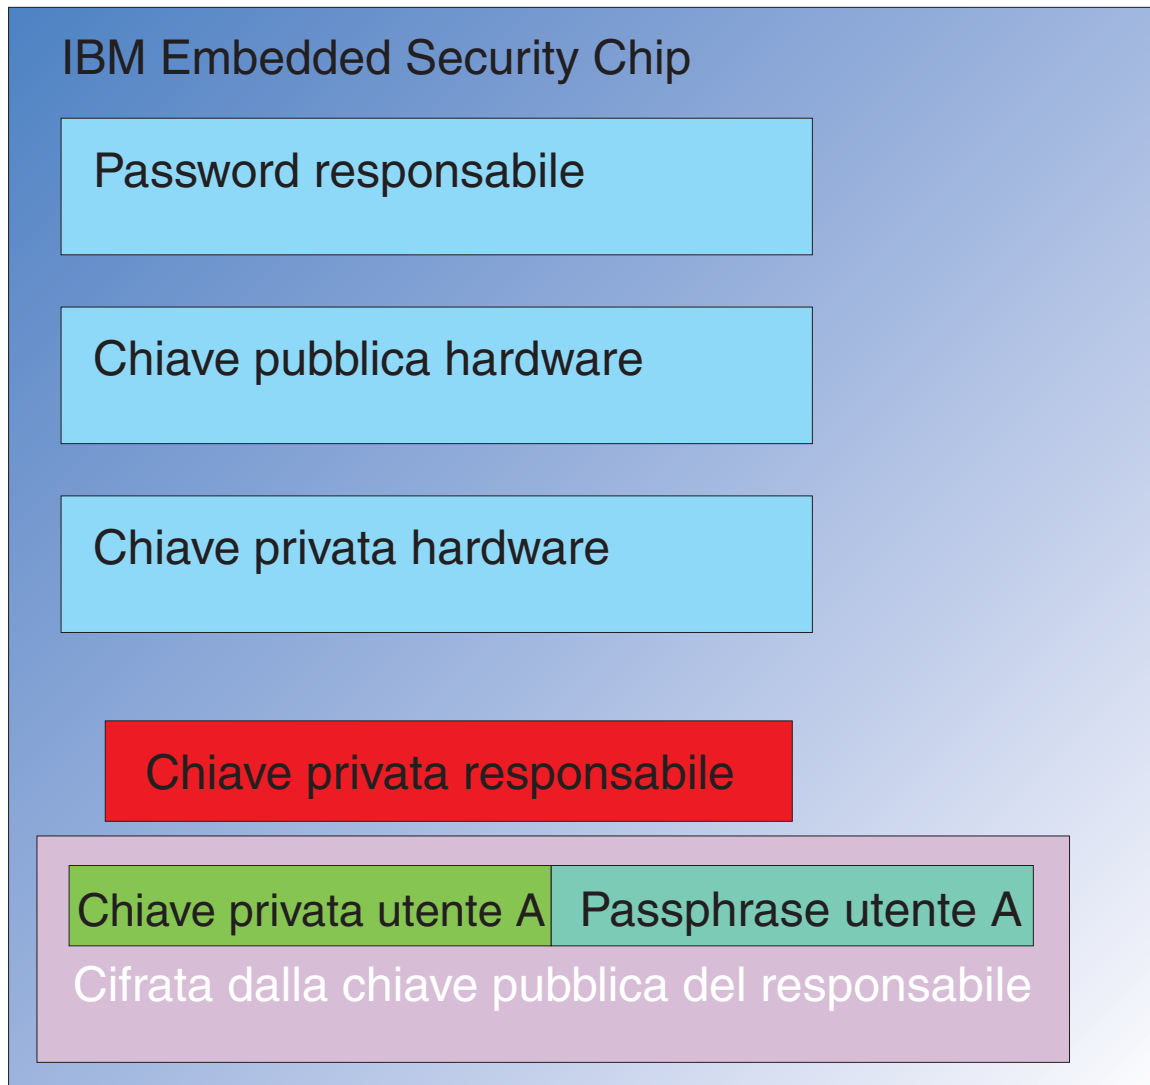 IBM Embedded Security Chip
Password responsabile
Chiave pubblica hardware
Chiave privata hardware
Chiave privata responsabile
Chiave privata utente A Passphrase utente A
Cifrata dalla chiave pubblica del responsabile